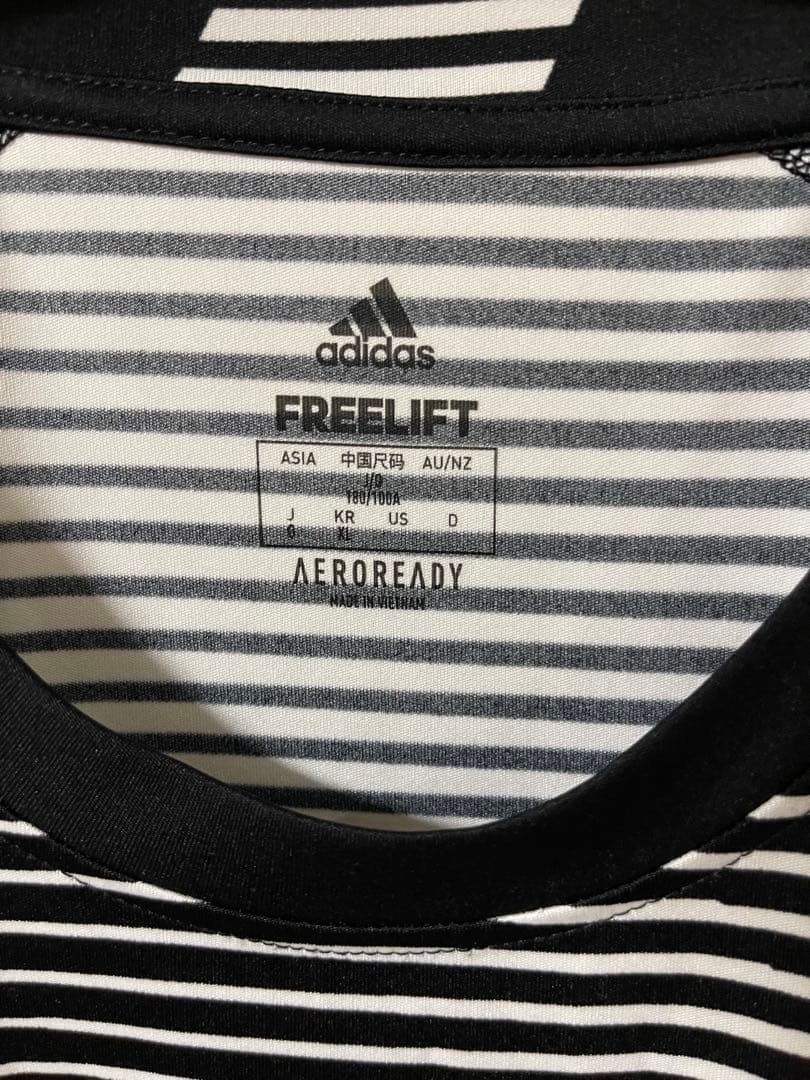 adidas
FREELIFT
ASIA 中国尺码 AU/NZ
J/O
180/100A
J KR US D
O XL
AEROREADY
MADE IN VIETNAM